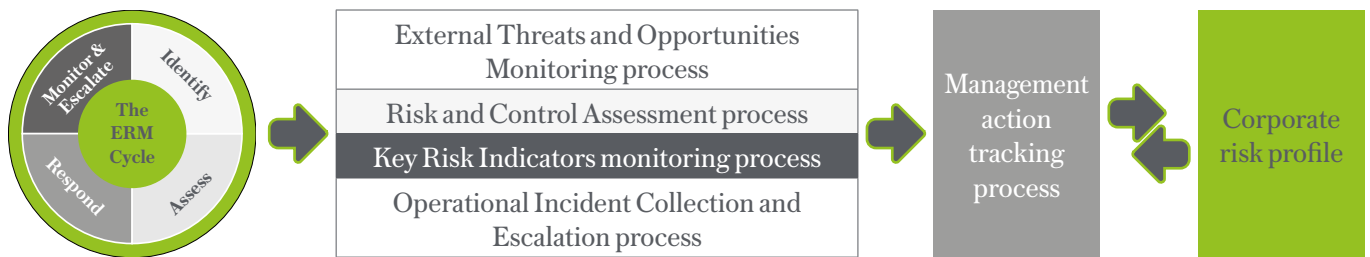 Monitor &
Escalate
Identify
The
ERM
Cycle
Respond
Assess
External Threats and Opportunities
Monitoring process
Risk and Control Assessment process
Key Risk Indicators monitoring process
Operational Incident Collection and
Escalation process
Management
action
tracking
process
Corporate
risk profile